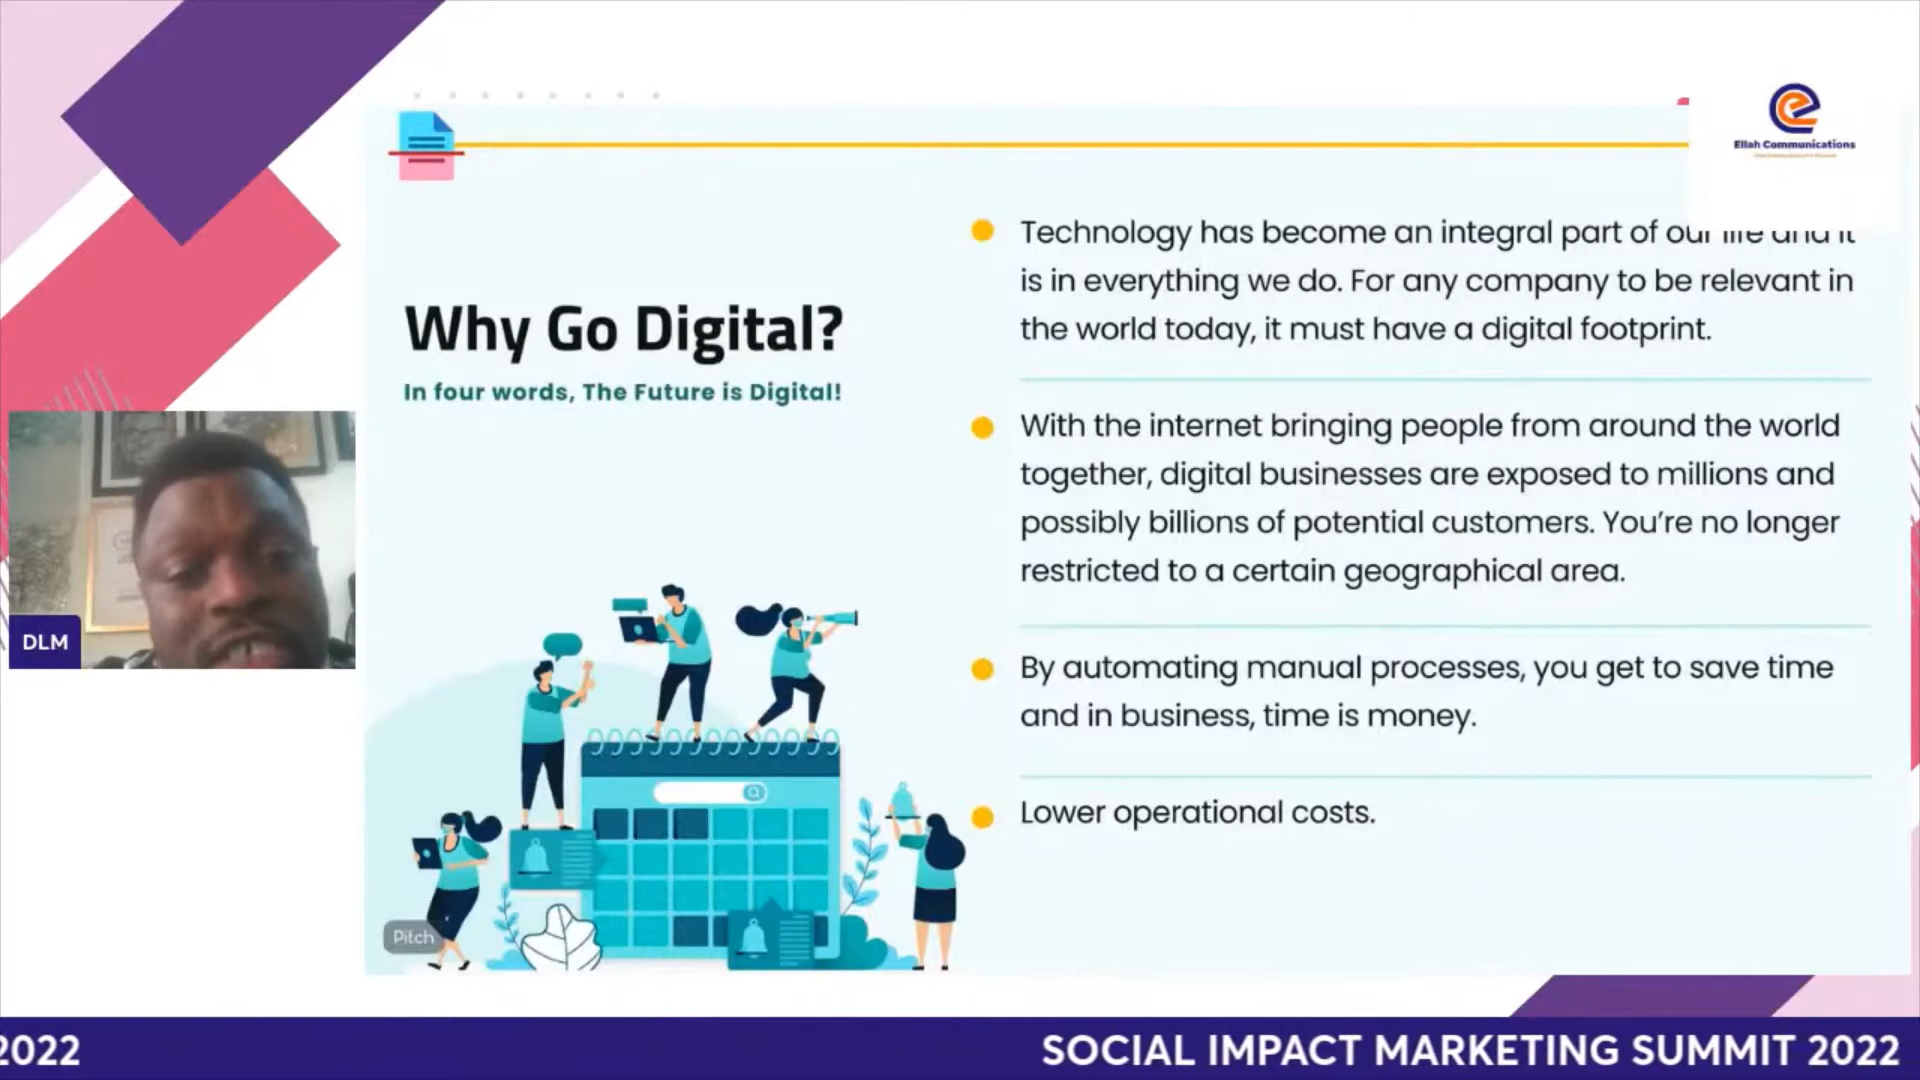 Ellah Communications
Technology has become an integral part of our life and it
is in everything we do. For any company to be relevant in
the world today, it must have a digital footprint.
Why Go Digital?
In four words, The Future is Digital!
With the internet bringing people from around the world
together, digital businesses are exposed to millions and
possibly billions of potential customers. You’re no longer
restricted to a certain geographical area.
DLM
By automating manual processes, you get to save time
and in business, time is money.
Lower operational costs.
Pitch
2022
SOCIAL IMPACT MARKETING SUMMIT 2022